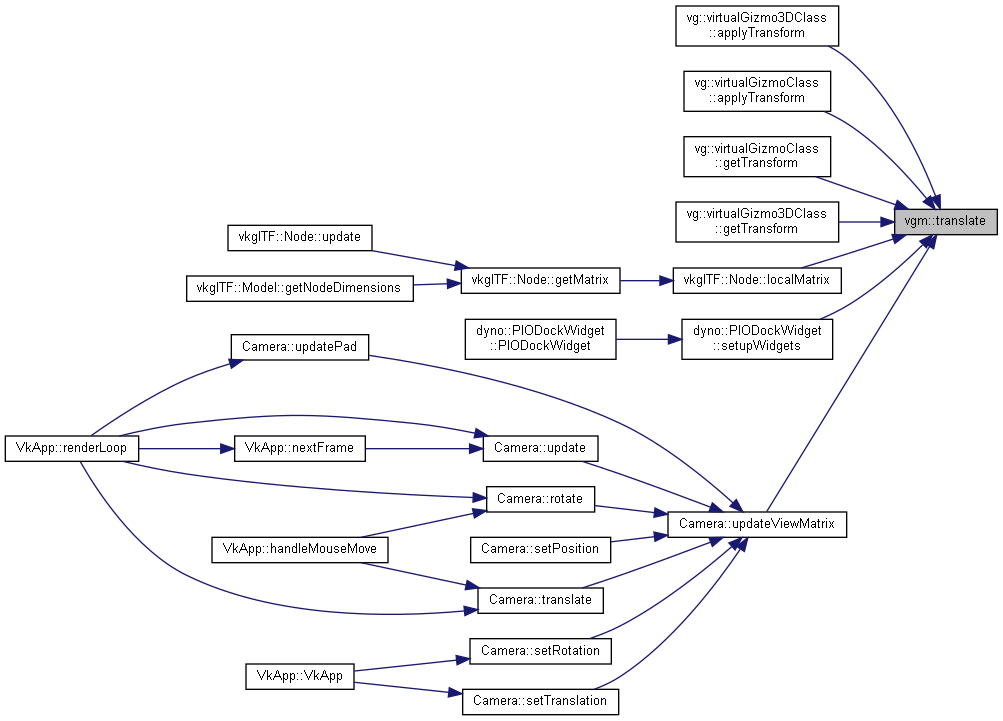 vg::virtualGizmo3DClass
::applyTransform
vg::virtualGizmoClass
::applyTransform
vg::virtualGizmoClass
::getTransform
vg::virtualGizmo3DClass
::getTransform
vgm::translate
vkglTF::Node::update
vkglTF::Model::getNodeDimensions
vkglTF::Node::getMatrix
vkglTF::Node::localMatrix
dyno::PIODockWidget
::PIODockWidget
dyno::PIODockWidget
::setupWidgets
Camera::updatePad
VkApp::renderLoop
VkApp::nextFrame
Camera::update
Camera::rotate
Camera::updateViewMatrix
VkApp::handleMouseMove
Camera::setPosition
Camera::translate
Camera::setRotation
VkApp::VkApp
Camera::setTranslation